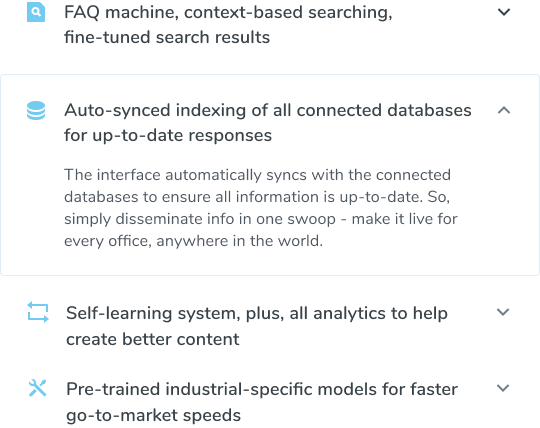 FAQ machine, context-based searching,
fine-tuned search results
Auto-synced indexing of all connected databases
for up-to-date responses
The interface automatically syncs with the connected
databases to ensure all information is up-to-date. So,
simply disseminate info in one swoop - make it live for
every office, anywhere in the world.
Self-learning system, plus, all analytics to help
create better content
Pre-trained industrial-specific models for faster
go-to-market speeds